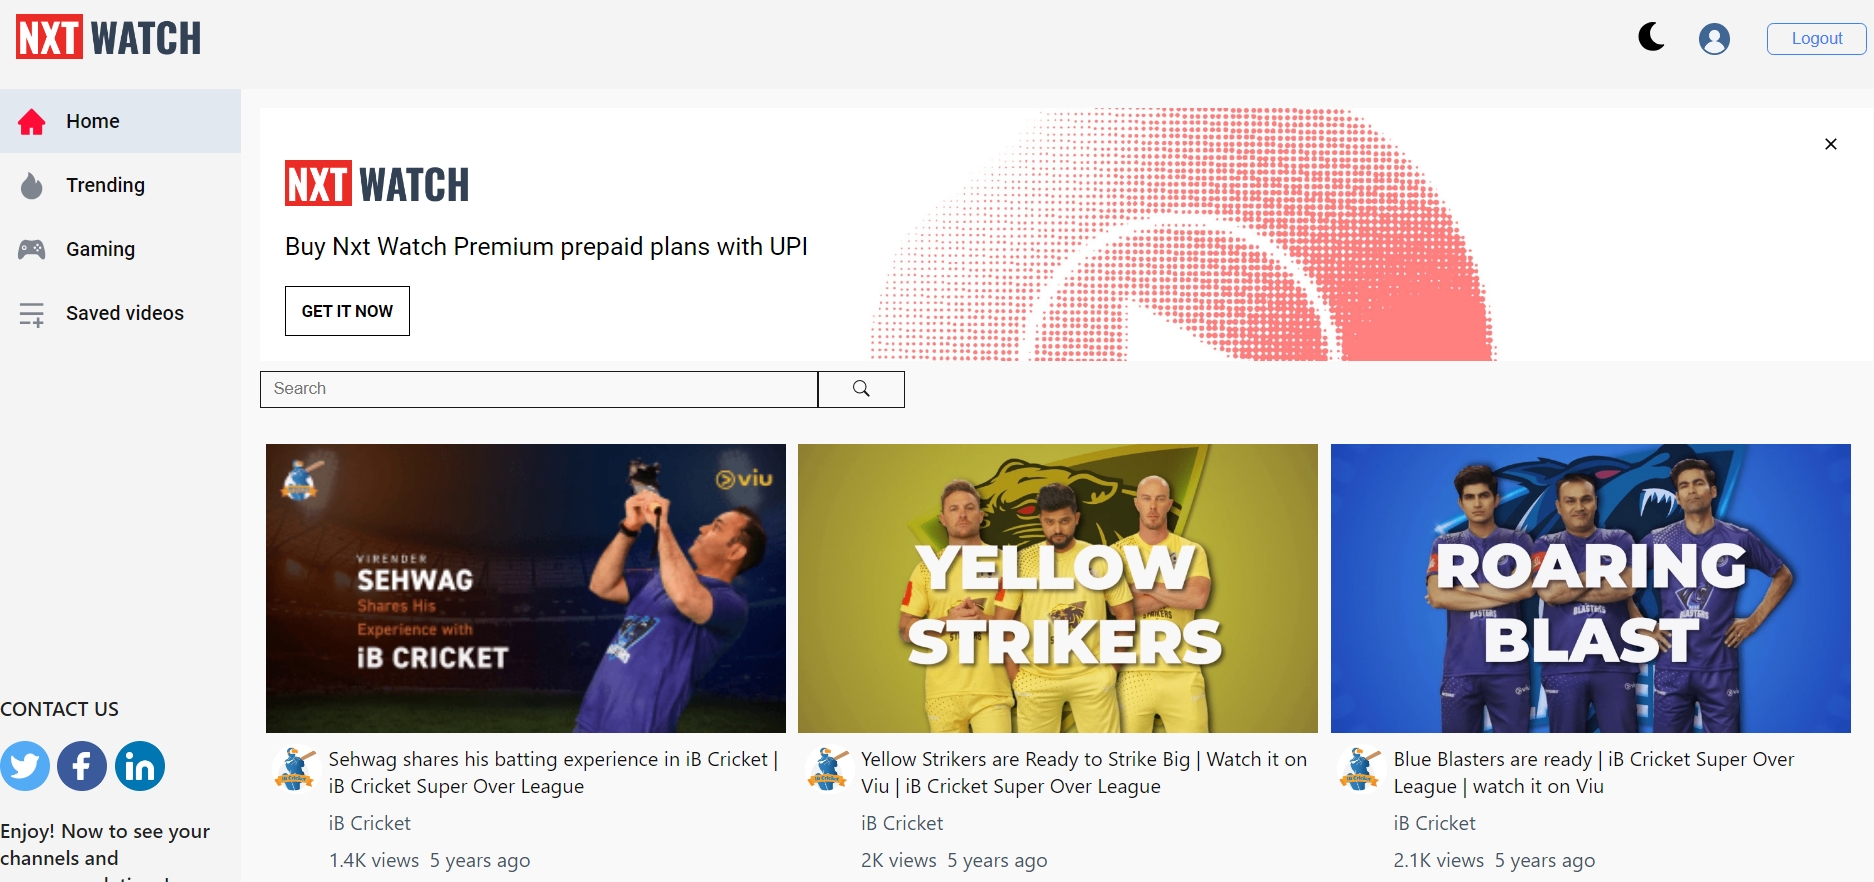 NXT WATCH
Logout
Home
Trending
Gaming
Saved videos
CONTACT US
Enjoy! Now to see your
channels and
NXT WATCH
Buy Nxt Watch Premium prepaid plans with UPI
GET IT NOW
Search
viu
VIRENDER
SEHWAG
Shares His
Experience with
iB CRICKET
Sehwag shares his batting experience in iB Cricket |
iB Cricket Super Over League
iB Cricket
1.4K views 5 years ago
YELLOW
STRIKERS
Yellow Strikers are Ready to Strike Big | Watch it on
Viu | iB Cricket Super Over League
iB Cricket
2K views 5 years ago
ROARING
BLAST
Blue Blasters are ready | iB Cricket Super Over
League | watch it on Viu
iB Cricket
2.1K views 5 years ago